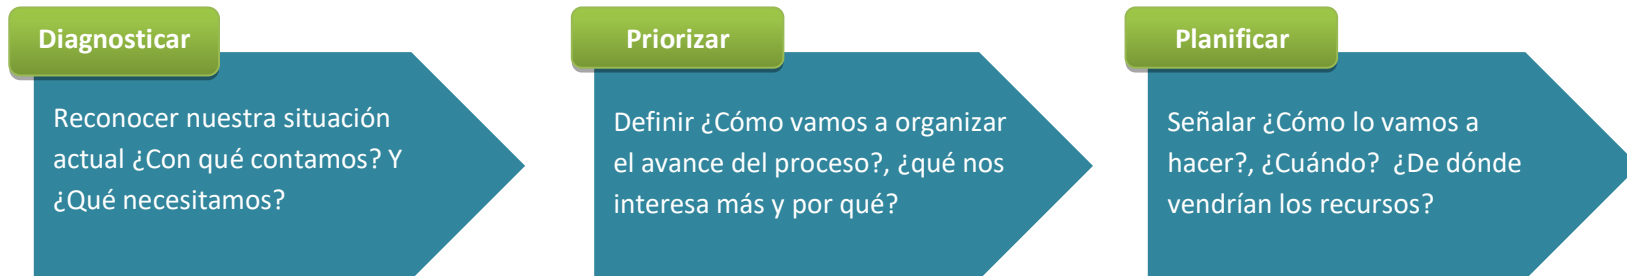 Diagnosticar
Reconocer nuestra situación
actual ¿Con qué contamos? Y
¿Qué necesitamos?
Priorizar
Definir ¿Cómo vamos a organizar
el avance del proceso?, ¿qué nos
interesa más y por qué?
Planificar
Señalar ¿Cómo lo vamos a
hacer?, ¿Cuándo?  ¿De dónde
vendrían los recursos?